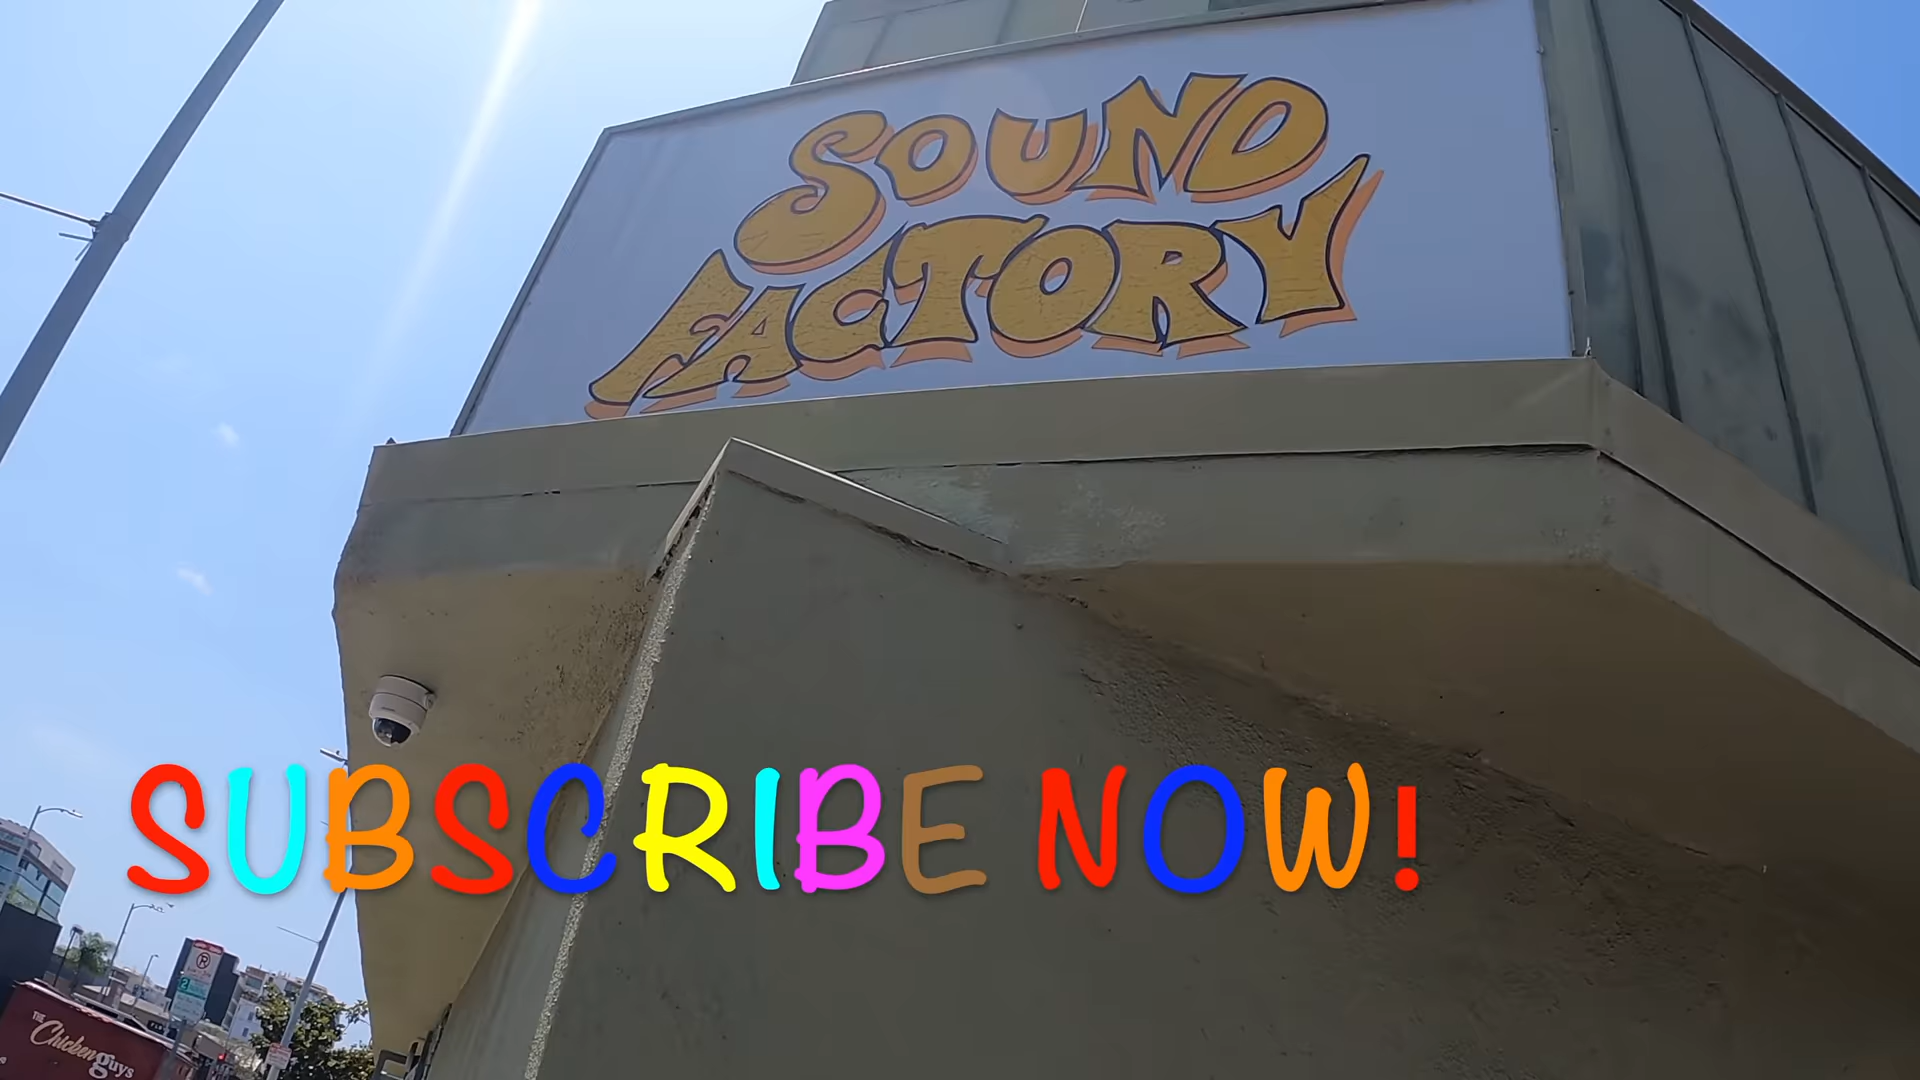 SOUND
FACTORY
SUBSCRIBE NOW!
THE
Chicken guys